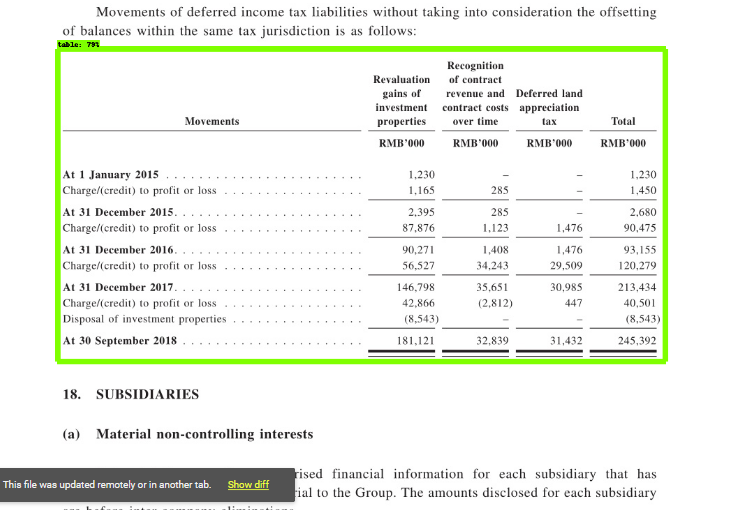 Movements of deferred income tax liabilities without taking into consideration the offsetting
of balances within the same tax jurisdiction is as follows:
table: 79%
Movements Revaluation gains of investment properties Recognition of contract revenue and contract costs over time Deferred land appreciation tax Total
RMB'000 RMB'000 RMB'000 RMB'000
At 1 January 2015 . . . . . . . . . . . . . . . . . . . . . . . . 1,230 – – 1,230
Charge/(credit) to profit or loss . . . . . . . . . . . . . . . . . 1,165 285 – 1,450
At 31 December 2015. . . . . . . . . . . . . . . . . . . . . . . 2,395 285 – 2,680
Charge/(credit) to profit or loss . . . . . . . . . . . . . . . . . 87,876 1,123 1,476 90,475
At 31 December 2016. . . . . . . . . . . . . . . . . . . . . . . 90,271 1,408 1,476 93,155
Charge/(credit) to profit or loss . . . . . . . . . . . . . . . . . 56,527 34,243 29,509 120,279
At 31 December 2017. . . . . . . . . . . . . . . . . . . . . . . 146,798 35,651 30,985 213,434
Charge/(credit) to profit or loss . . . . . . . . . . . . . . . . . 42,866 (2,812) 447 40,501
Disposal of investment properties . . . . . . . . . . . . . . . . (8,543) – – (8,543)
At 30 September 2018 . . . . . . . . . . . . . . . . . . . . . . 181,121 32,839 31,432 245,392
18. SUBSIDIARIES
(a) Material non-controlling interests
rised financial information for each subsidiary that has
This file was updated remotely or in another tab. Show diff
rial to the Group. The amounts disclosed for each subsidiary